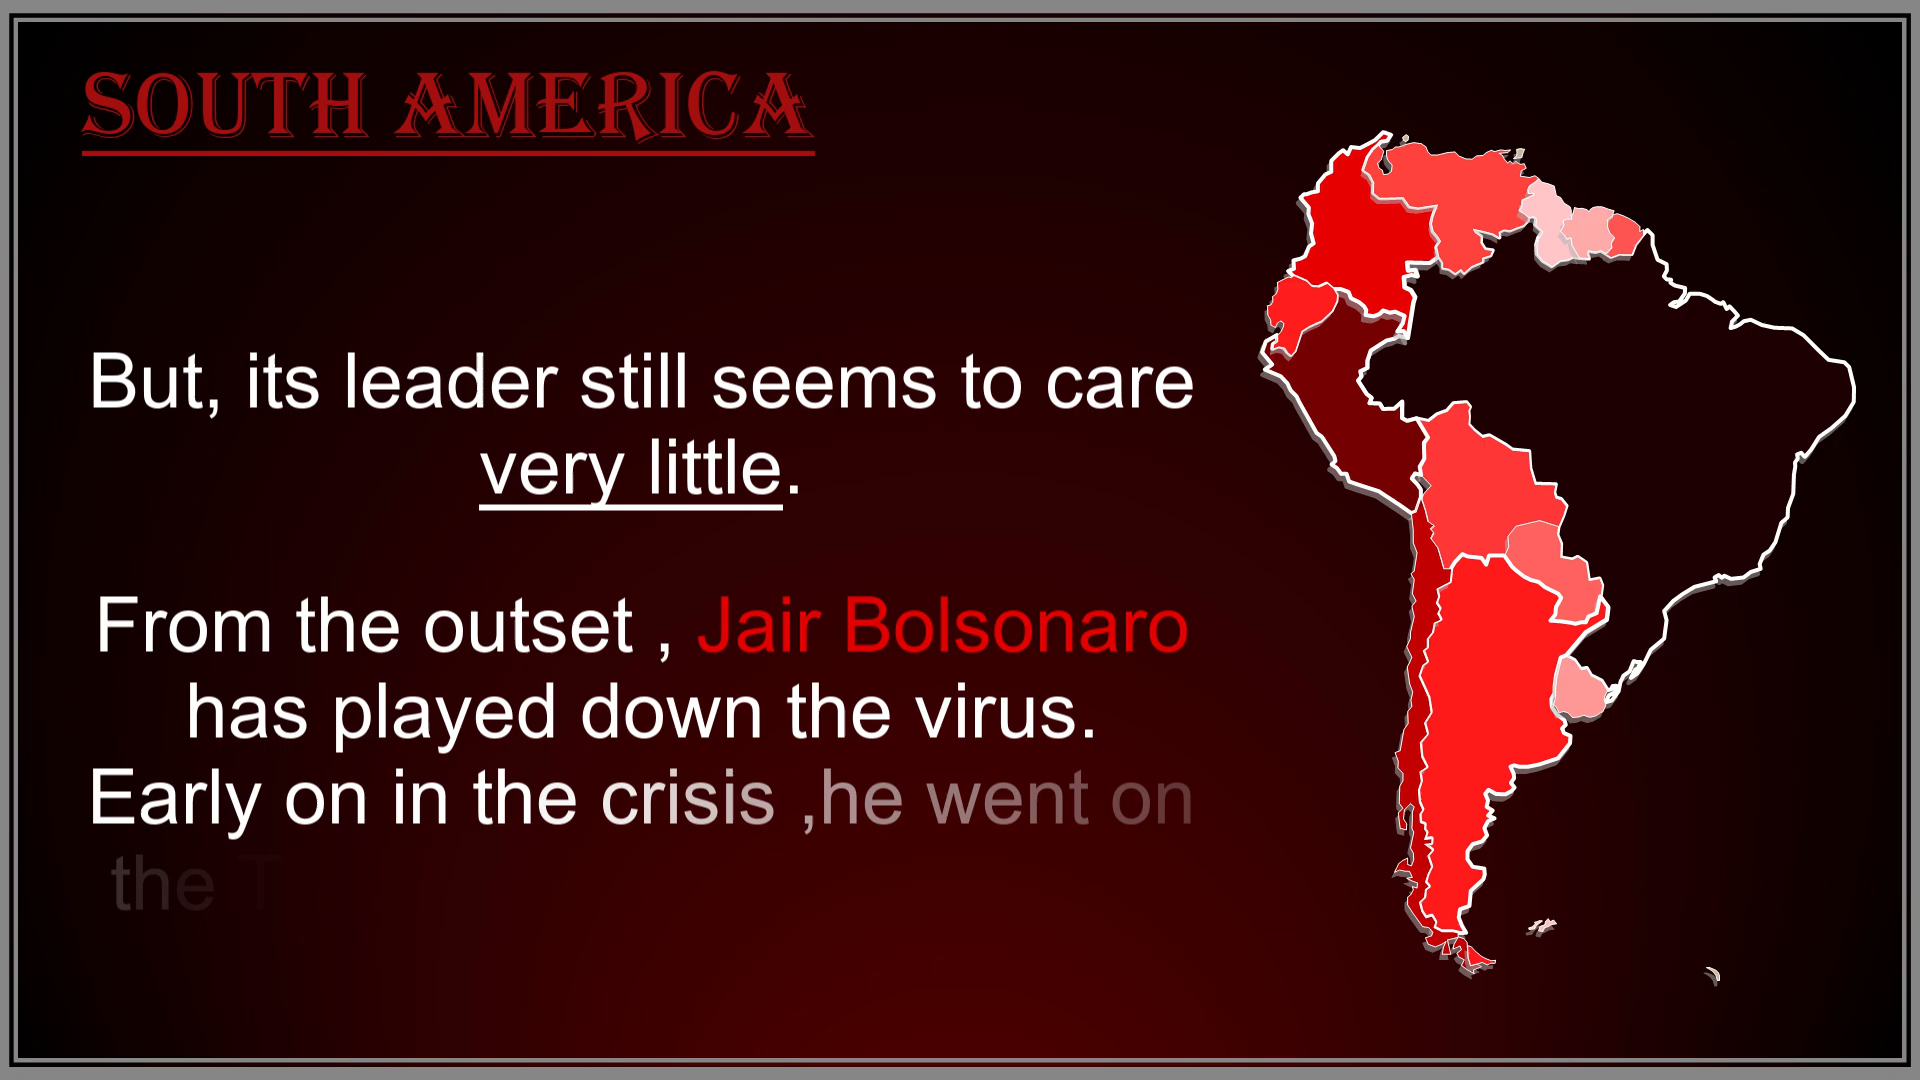 SOUTH AMERICA
But, its leader still seems to care
very little.
From the outset , Jair Bolsonaro
has played down the virus.
Early on in the crisis ,he went on
the T